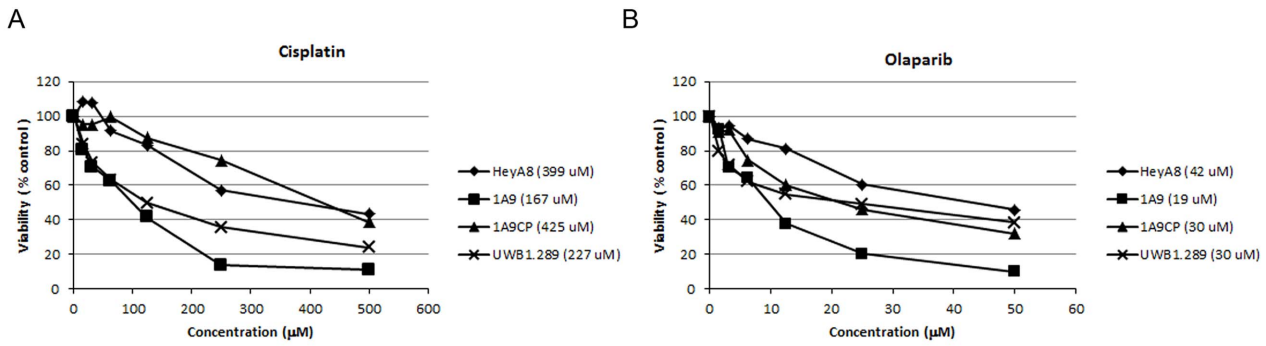 A
Cisplatin
120
100
80
60
40
20
0
0 100 200 300 400 500 600
Viability ( % control )
Concentration (µM)
HeyA8 (399 uM)
1A9 (167 uM)
1A9CP (425 uM)
UWB1.289 (227 uM)
B
Olaparib
120
100
80
60
40
20
0
0 10 20 30 40 50 60
Viability ( % control )
Concentration (µM)
HeyA8 (42 uM)
1A9 (19 uM)
1A9CP (30 uM)
UWB1.289 (30 uM)